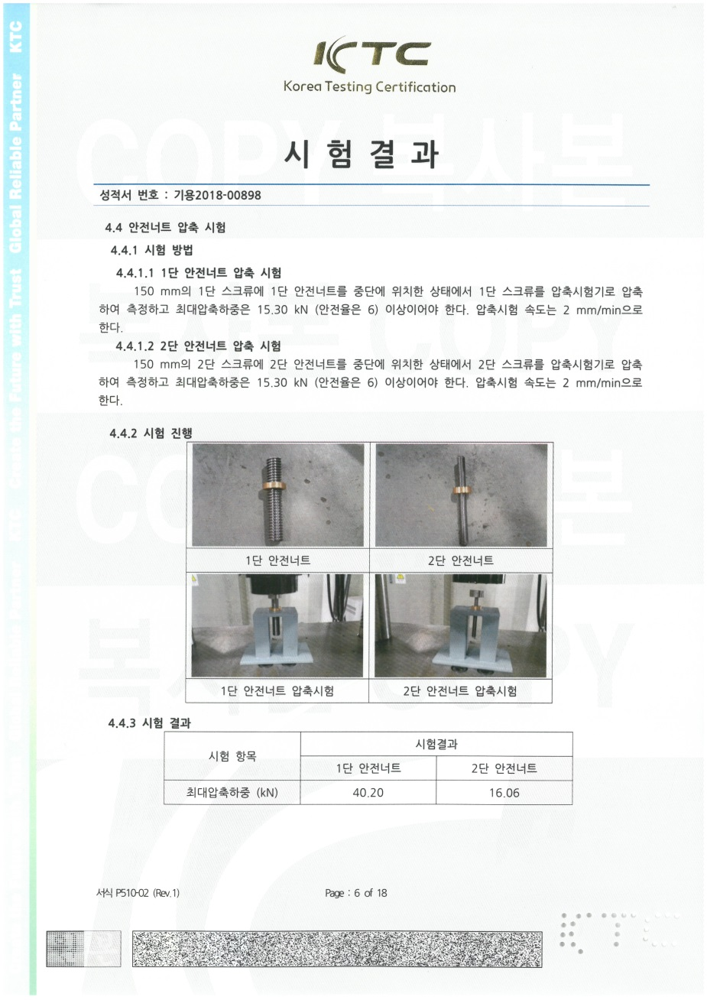 KTC
Korea Testing Certification
시험결과
성적서 번호 : 기용2018-00898
4.4 안전너트 압축 시험
4.4.1 시험 방법
4.4.1.1 1단 안전너트 압축 시험
150 mm의 1단 스크류에 1단 안전너트를 중단에 위치한 상태에서 1단 스크류를 압축시험기로 압축
하여 측정하고 최대압축하중은 15.30 kN (안전율은 6) 이상이어야 한다. 압축시험 속도는 2 mm/min으로
한다.
4.4.1.2 2단 안전너트 압축 시험
150 mm의 2단 스크류에 2단 안전너트를 중단에 위치한 상태에서 2단 스크류를 압축시험기로 압축
하여 측정하고 최대압축하중은 15.30 kN (안전율은 6) 이상이어야 한다. 압축시험 속도는 2 mm/min으로
한다.
4.4.2 시험 진행
1단 안전너트 2단 안전너트
1단 안전너트 압축시험 2단 안전너트 압축시험
4.4.3 시험 결과
시험 항목 시험결과
1단 안전너트 2단 안전너트
최대압축하중 (kN) 40.20 16.06
서식 P510-02 (Rev.1) Page : 6 of 18
KTC
COPY 복사본
복사본 COPY
Global Reliable Partner KTC
Create the Future with Trust